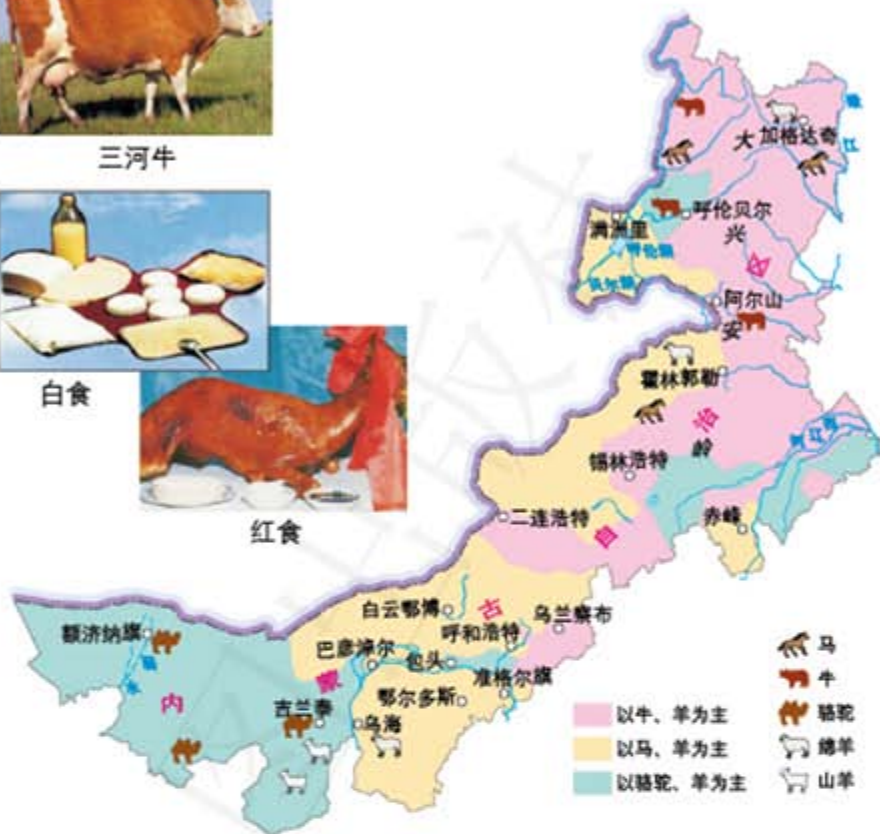 三河牛
白食
红食
大
加格达奇
嫩
江
呼伦贝尔
满洲里
呼伦湖
兴
贝尔湖
区
阿尔山
安
霍林郭勒
治
岭
锡林浩特
赤峰
二连浩特
自
白云鄂博
古
乌兰察布
呼和浩特
额济纳旗
巴彦淖尔
包头
准格尔旗
蒙
鄂尔多斯
内
吉兰泰
乌海
马
牛
骆驼
绵羊
山羊
以牛、羊为主
以马、羊为主
以骆驼、羊为主